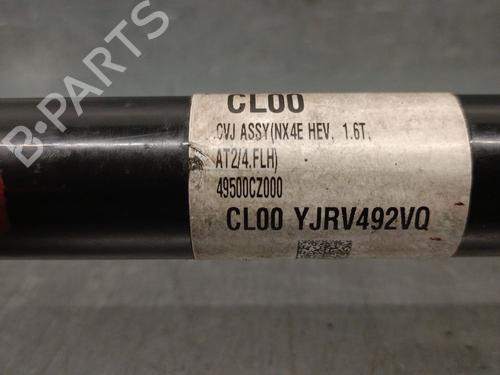 CL00
CVJ ASSY(NX4E HEV, 1.6T,
AT2/4,FLH)
49500CZ000
CL00 YJRV492VQ
B-PARTS